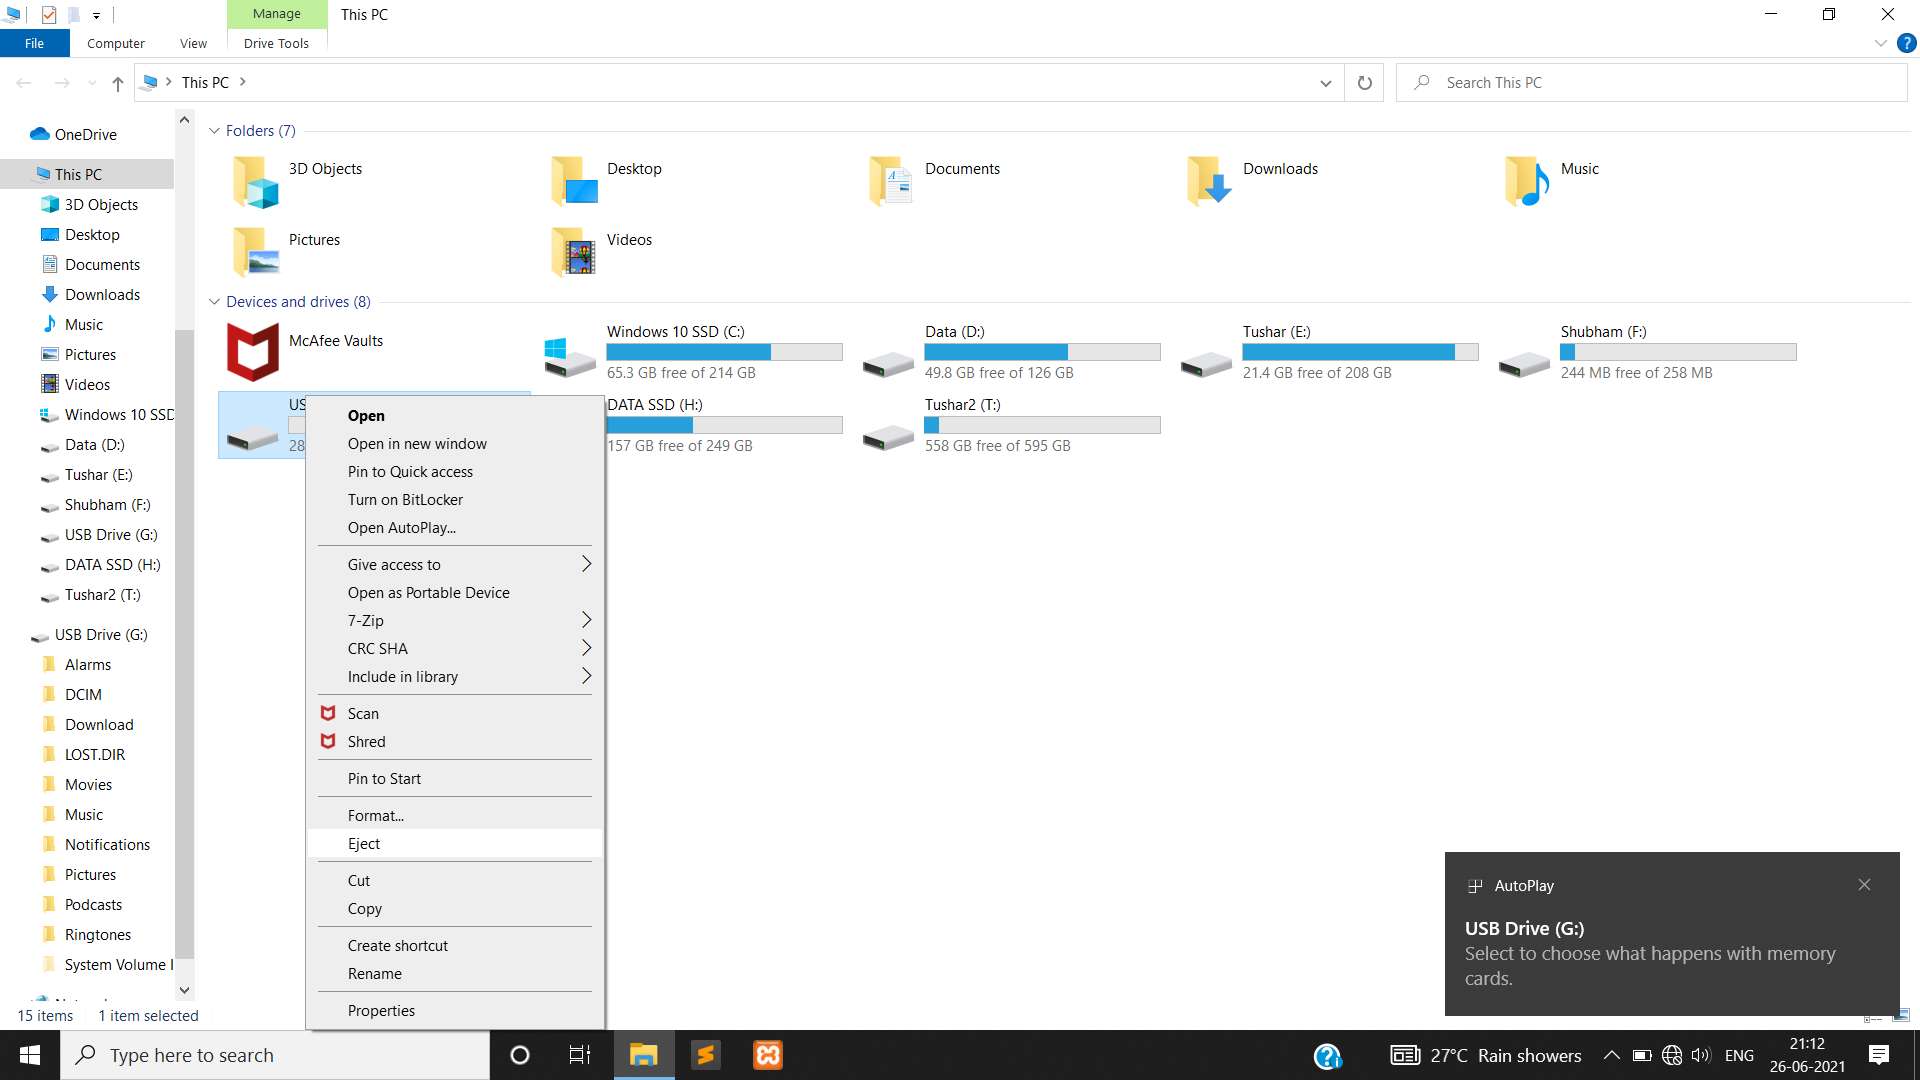 Manage
This PC
File
Computer
View
Drive Tools
This PC
Search This PC
OneDrive
This PC
3D Objects
Desktop
Documents
Downloads
Music
Pictures
Videos
Windows 10 SSD
Data (D:)
Tushar (E:)
Shubham (F:)
USB Drive (G:)
DATA SSD (H:)
Tushar2 (T:)
USB Drive (G:)
Alarms
DCIM
Download
LOST.DIR
Movies
Music
Notifications
Pictures
Podcasts
Ringtones
System Volume I
Folders (7)
3D Objects
Desktop
Documents
Downloads
Music
Pictures
Videos
Devices and drives (8)
McAfee Vaults
Windows 10 SSD (C:)
65.3 GB free of 214 GB
Data (D:)
49.8 GB free of 126 GB
Tushar (E:)
21.4 GB free of 208 GB
Shubham (F:)
244 MB free of 258 MB
US
28
DATA SSD (H:)
157 GB free of 249 GB
Tushar2 (T:)
558 GB free of 595 GB
Open
Open in new window
Pin to Quick access
Turn on BitLocker
Open AutoPlay...
Give access to
Open as Portable Device
7-Zip
CRC SHA
Include in library
Scan
Shred
Pin to Start
Format...
Eject
Cut
Copy
Create shortcut
Rename
Properties
AutoPlay
USB Drive (G:)
Select to choose what happens with memory
cards.
15 items
1 item selected
Type here to search
27°C Rain showers
ENG
21:12
26-06-2021